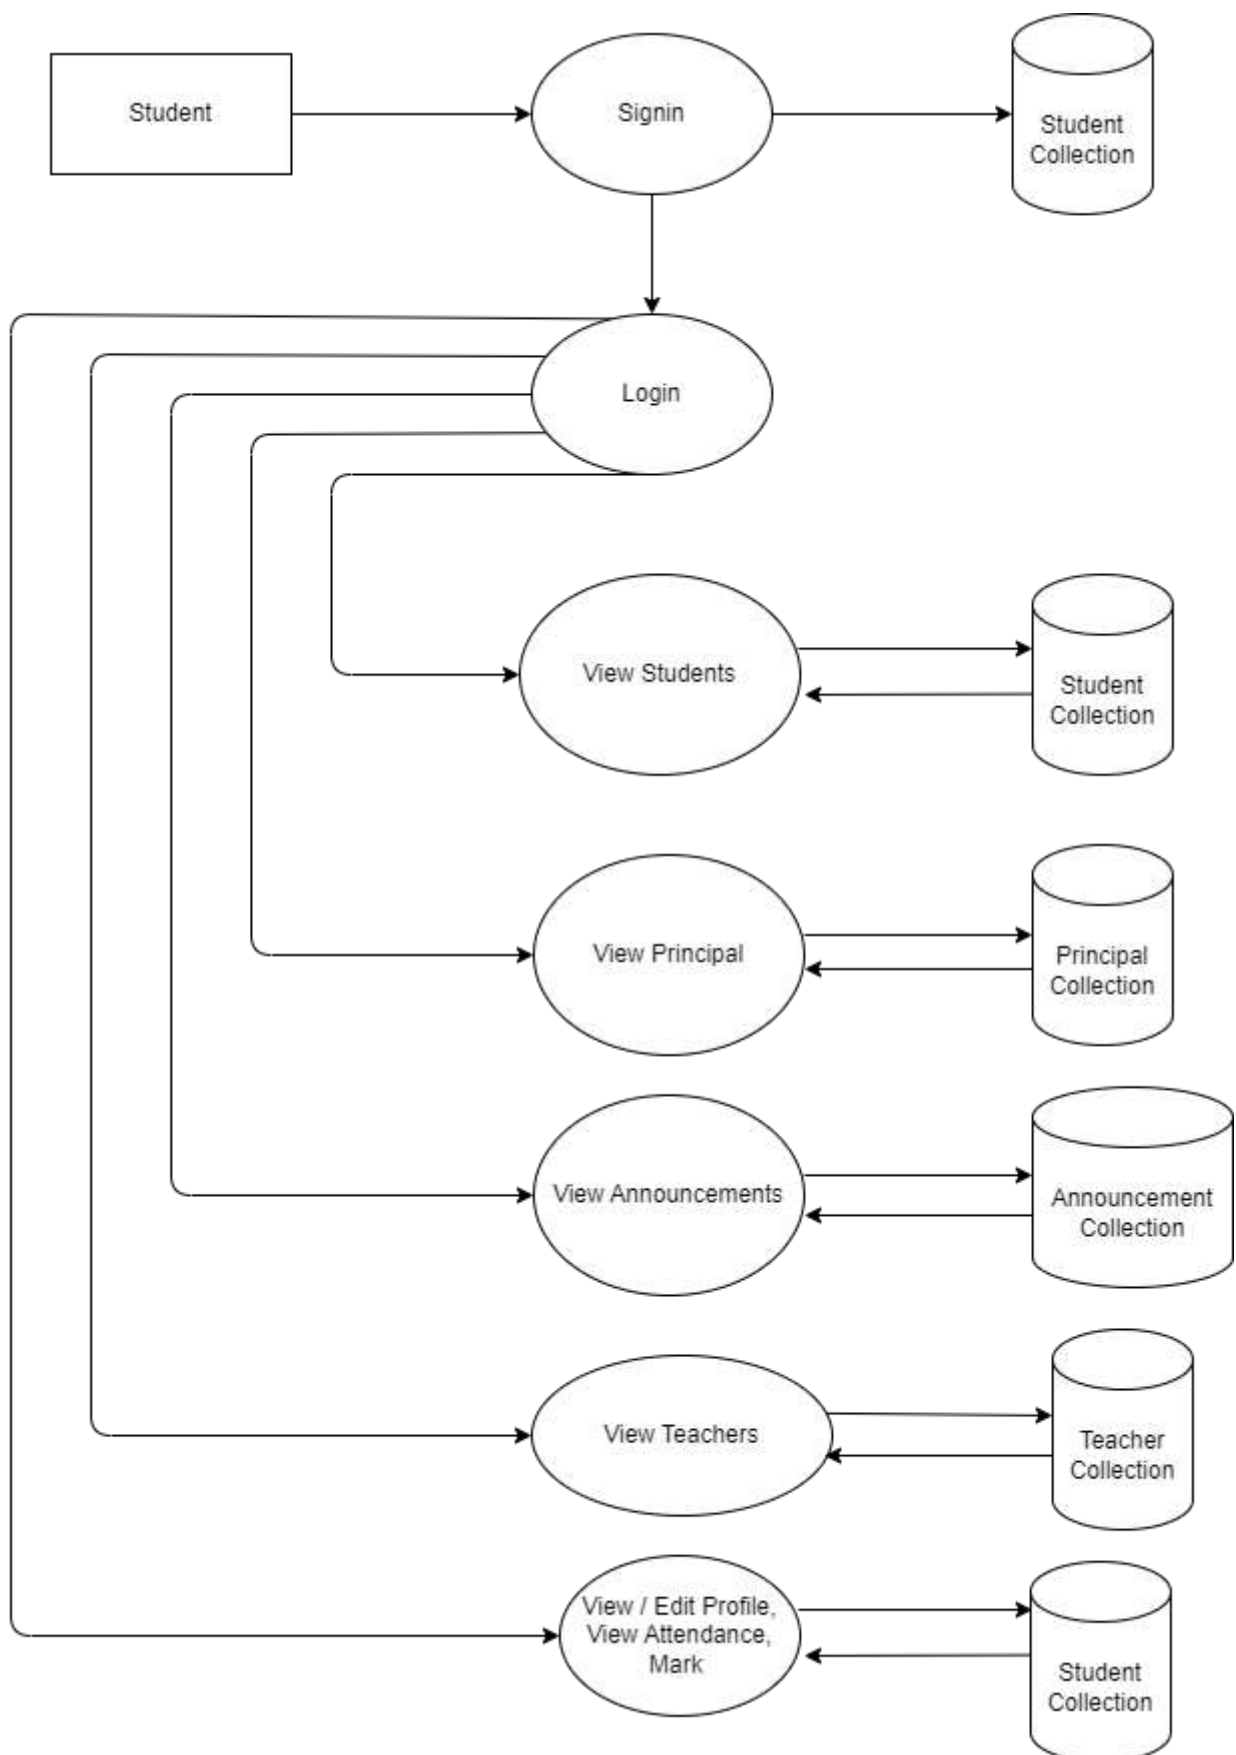 Student
Signin
Student
Collection
Login
View Students
Student
Collection
View Principal
Principal
Collection
View Announcements
Announcement
Collection
View Teachers
Teacher
Collection
View / Edit Profile,
View Attendance,
Mark
Student
Collection